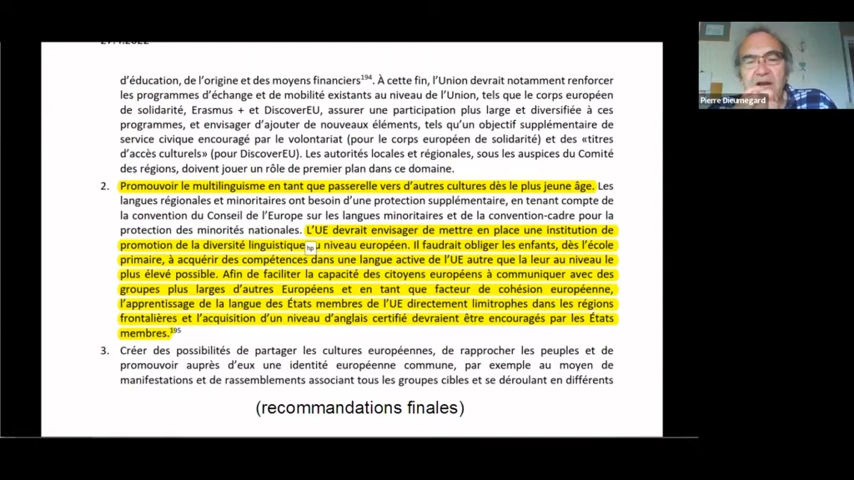 27.4.2022
d'éducation, de l'origine et des moyens financiers194. À cette fin, l'Union devrait notamment renforcer
les programmes d'échange et de mobilité existants au niveau de l'Union, tels que le corps européen
de solidarité, Erasmus + et DiscoverEU, assurer une participation plus large et diversifiée à ces
programmes, et envisager d'ajouter de nouveaux éléments, tels qu'un objectif supplémentaire de
service civique encouragé par le volontariat (pour le corps européen de solidarité) et des «titres
d'accès culturels» (pour DiscoverEU). Les autorités locales et régionales, sous les auspices du Comité
des régions, doivent jouer un rôle de premier plan dans ce domaine.
2. Promouvoir le multilinguisme en tant que passerelle vers d'autres cultures dès le plus jeune âge. Les
langues régionales et minoritaires ont besoin d'une protection supplémentaire, en tenant compte de
la convention du Conseil de l'Europe sur les langues minoritaires et de la convention-cadre pour la
protection des minorités nationales. L'UE devrait envisager de mettre en place une institution de
promotion de la diversité linguistique u niveau européen. Il faudrait obliger les enfants, dès l'école
primaire, à acquérir des compétences dans une langue active de l'UE autre que la leur au niveau le
plus élevé possible. Afin de faciliter la capacité des citoyens européens à communiquer avec des
groupes plus larges d'autres Européens et en tant que facteur de cohésion européenne,
l'apprentissage de la langue des États membres de l'UE directement limitrophes dans les régions
frontalières et l'acquisition d'un niveau d'anglais certifié devraient être encouragés par les États
membres.195
3. Créer des possibilités de partager les cultures européennes, de rapprocher les peuples et de
promouvoir auprès d'eux une identité européenne commune, par exemple au moyen de
manifestations et de rassemblements associant tous les groupes cibles et se déroulant en différents
(recommandations finales)
Pierre Dieumegard